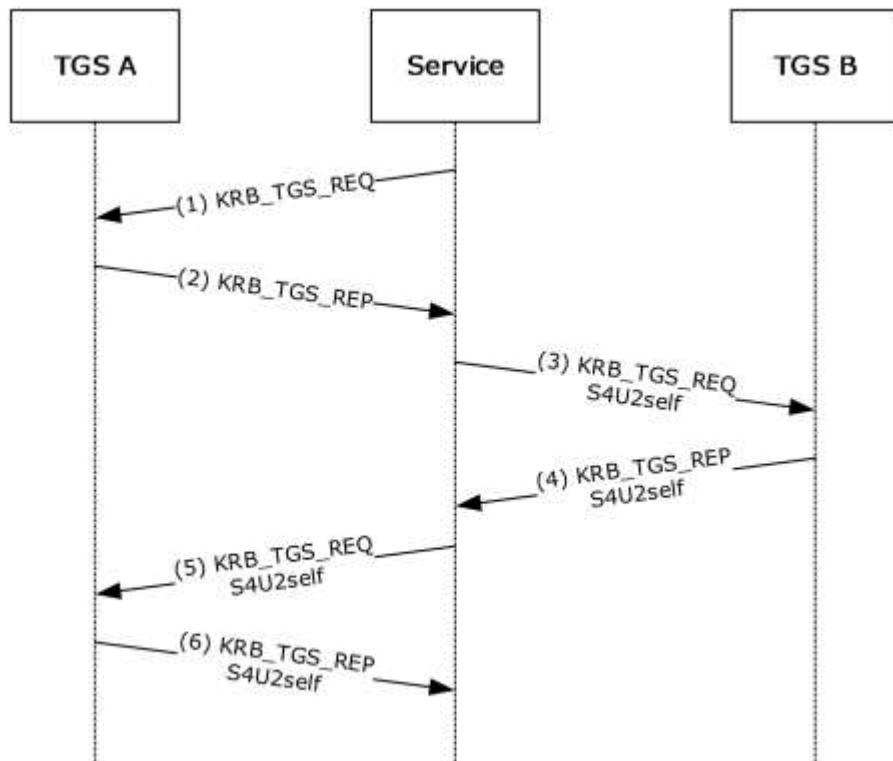 TGS A
Service
TGS B
(1) KRB_TGS_REQ
(2) KRB_TGS_REP
(3) KRB_TGS_REQ
S4U2self
(4) KRB_TGS_REP
S4U2self
(5) KRB_TGS_REQ
S4U2self
(6) KRB_TGS_REP
S4U2self